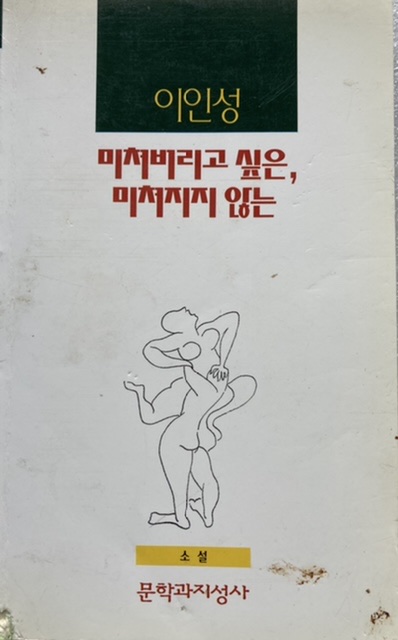 이인성
미쳐버리고 싶은,
미쳐지지 않는
소 설
문학과지성사